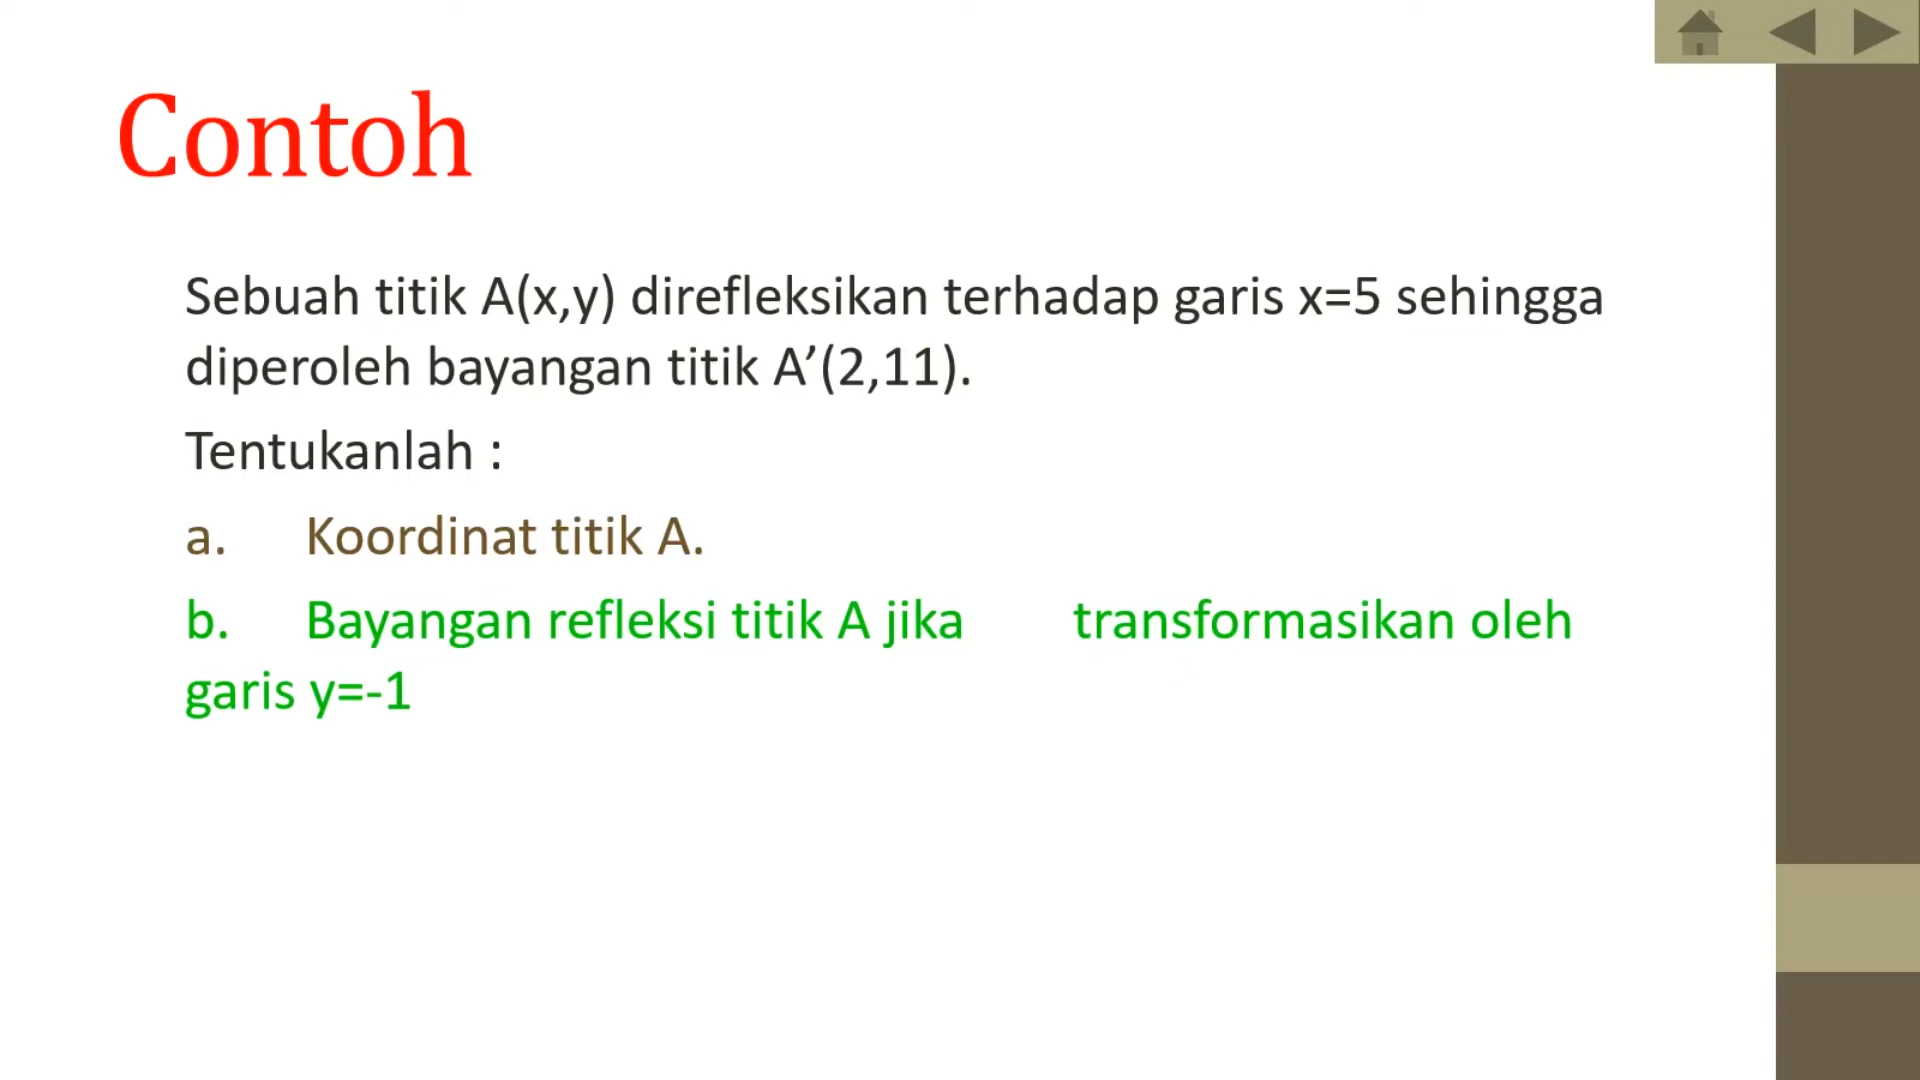 Contoh
Sebuah titik A(x,y) direfleksikan terhadap garis x=5 sehingga
diperoleh bayangan titik A’(2,11).
Tentukanlah :
a. Koordinat titik A.
b. Bayangan refleksi titik A jika transformasikan oleh
garis y=-1